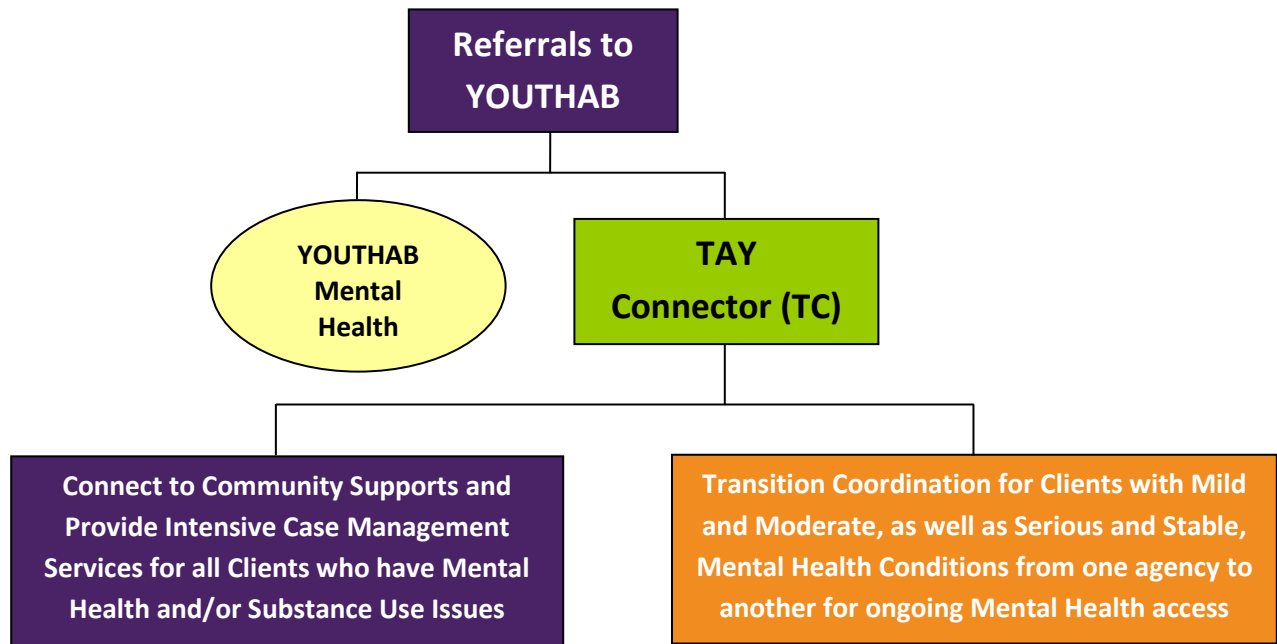 Referrals to
YOUTHAB
YOUTHAB
Mental
Health
TAY
Connector (TC)
Connect to Community Supports and
Provide Intensive Case Management
Services for all Clients who have Mental
Health and/or Substance Use Issues
Transition Coordination for Clients with Mild
and Moderate, as well as Serious and Stable,
Mental Health Conditions from one agency to
another for ongoing Mental Health access